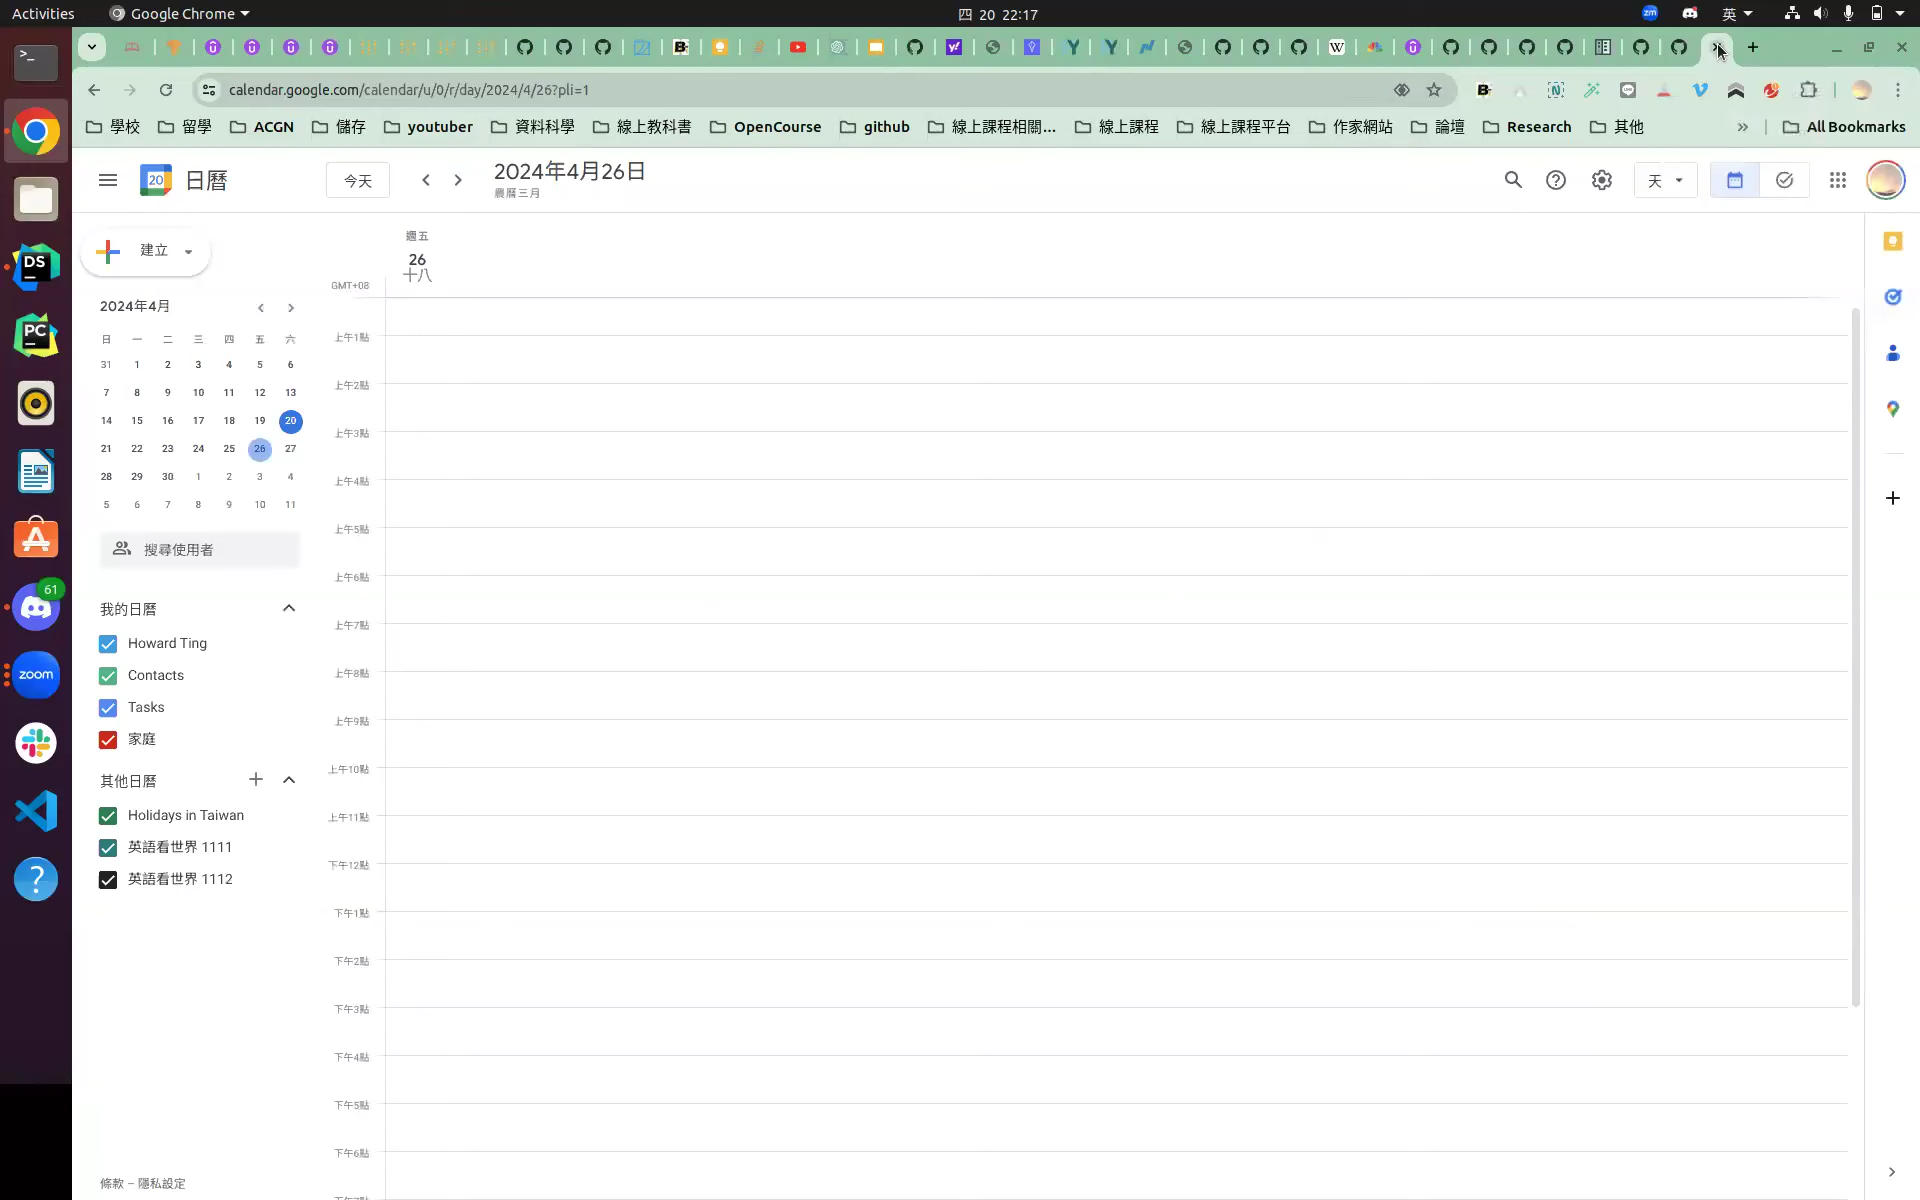 Activities
Google Chrome
四 20 22:17
zm
英
calendar.google.com/calendar/u/0/r/day/2024/4/26?pli=1
學校
留學
ACGN
儲存
youtuber
資料科學
線上教科書
OpenCourse
github
線上課程相關...
線上課程
線上課程平台
作家網站
論壇
Research
其他
All Bookmarks
20
日曆
今天
2024年4月26日
農曆三月
天
建立
週五
26
十八
GMT+08
2024年4月
日 一 二 三 四 五 六
31 1 2 3 4 5 6
7 8 9 10 11 12 13
14 15 16 17 18 19 20
21 22 23 24 25 26 27
28 29 30 1 2 3 4
5 6 7 8 9 10 11
搜尋使用者
我的日曆
Howard Ting
Contacts
Tasks
家庭
其他日曆
Holidays in Taiwan
英語看世界 1111
英語看世界 1112
條款 – 隱私設定
上午1點
上午2點
上午3點
上午4點
上午5點
上午6點
上午7點
上午8點
上午9點
上午10點
上午11點
下午12點
下午1點
下午2點
下午3點
下午4點
下午5點
下午6點
DS
PC
61
zoom